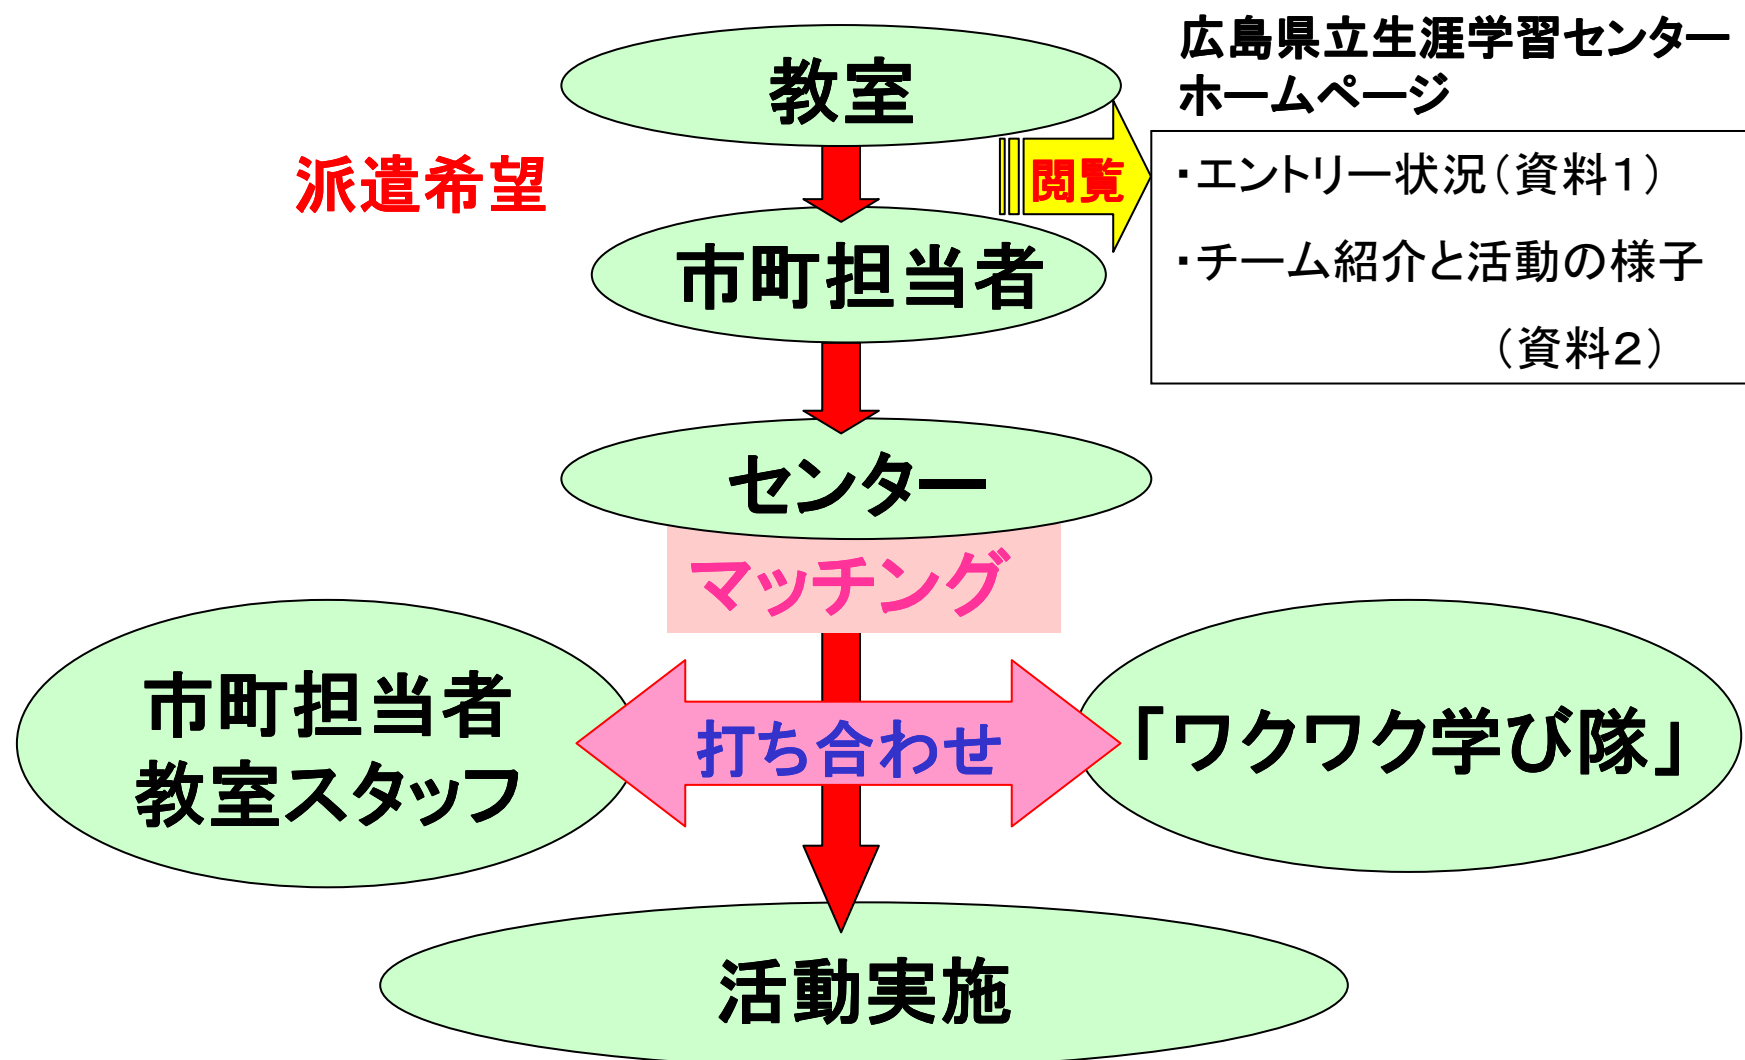 広島県立生涯学習センター
ホームページ
教室
派遣希望
閲覧
・エントリー状況（資料１）
・チーム紹介と活動の様子
（資料２）
市町担当者
センター
マッチング
市町担当者
教室スタッフ
打ち合わせ
「ワクワク学び隊」
活動実施